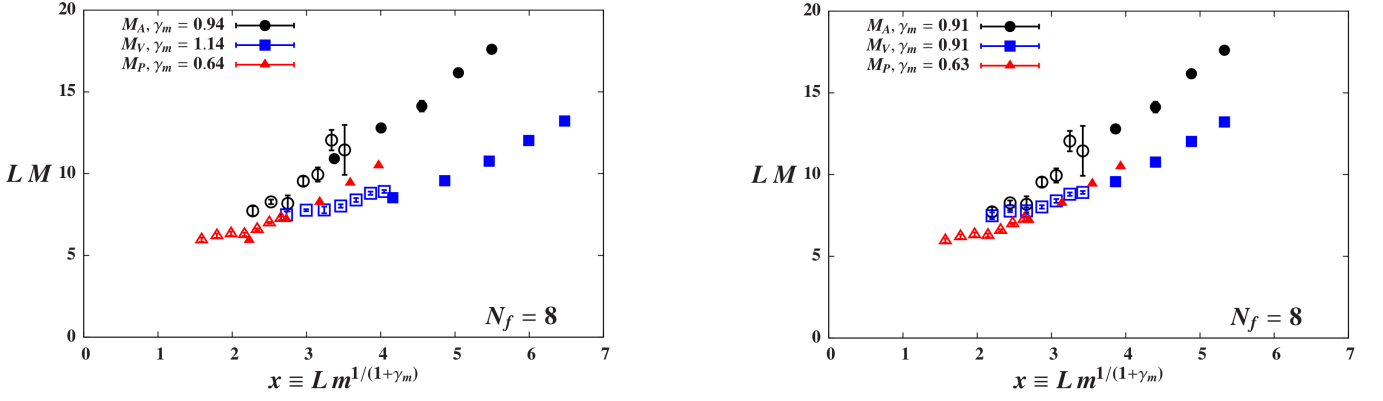 20
15
10
5
0
L M
M_A, γ_m = 0.94
M_V, γ_m = 1.14
M_P, γ_m = 0.64
N_f = 8
0 1 2 3 4 5 6 7
x ≡ L m^{1/(1+γ_m)}
20
15
10
5
0
L M
M_A, γ_m = 0.91
M_V, γ_m = 0.91
M_P, γ_m = 0.63
N_f = 8
0 1 2 3 4 5 6 7
x ≡ L m^{1/(1+γ_m)}